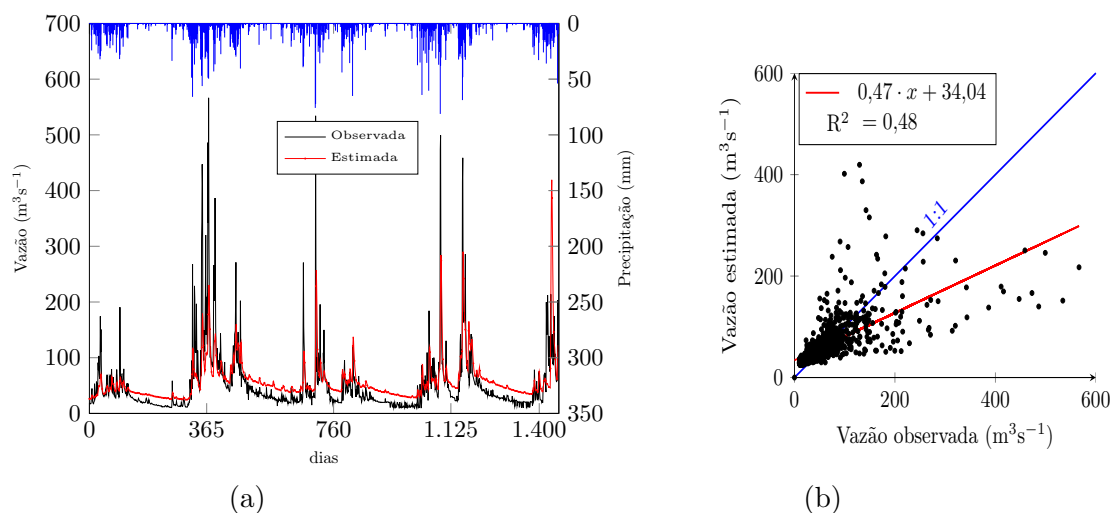 700
600
500
400
300
200
100
0
Vazão (m³s⁻¹)
0
50
100
150
200
250
300
350
Precipitação (mm)
Observada
Estimada
0 365 760 1.125 1.400
dias
(a)
600
400
200
0
Vazão estimada (m³s⁻¹)
0,47 · x + 34,04
R² = 0,48
1:1
0 200 400 600
Vazão observada (m³s⁻¹)
(b)